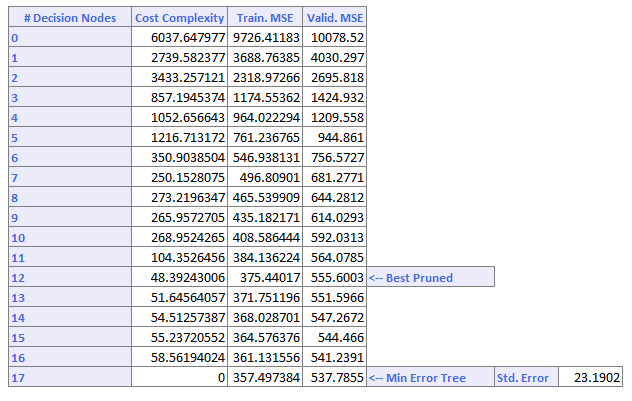 # Decision Nodes Cost Complexity Train. MSE Valid. MSE
0 6037.647977 9726.41183 10078.52
1 2739.582377 3688.76385 4030.297
2 3433.257121 2318.97266 2695.818
3 857.1945374 1174.55362 1424.932
4 1052.656643 964.022294 1209.558
5 1216.713172 761.236765 944.861
6 350.9038504 546.938131 756.5727
7 250.1528075 496.80901 681.2771
8 273.2196347 465.539909 644.2812
9 265.9572705 435.182171 614.0293
10 268.9524265 408.586444 592.0313
11 104.3526456 384.136224 564.0785
12 48.39243006 375.44017 555.6003 <-- Best Pruned
13 51.64564057 371.751196 551.5966
14 54.51257387 368.028701 547.2672
15 55.23720552 364.576376 544.466
16 58.56194024 361.131556 541.2391
17 0 357.497384 537.7855 <-- Min Error Tree Std. Error 23.1902